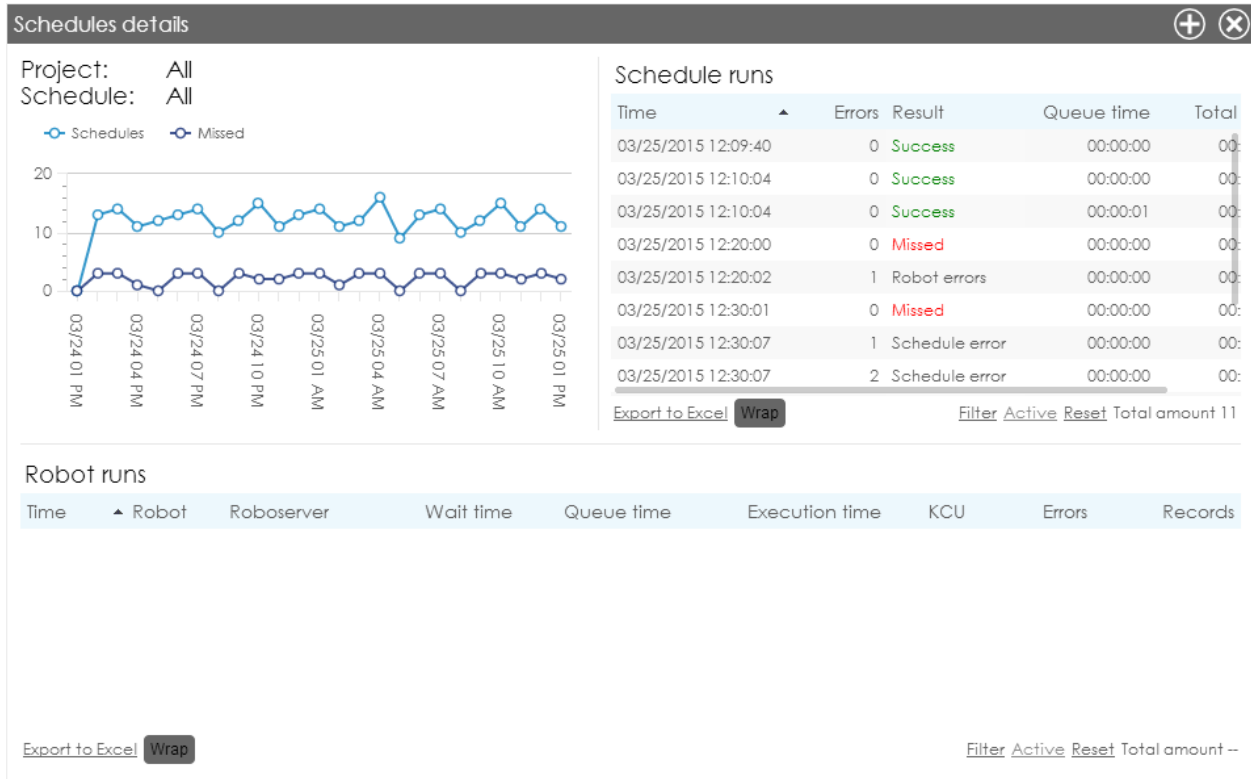 Schedules details
Project: All
Schedule: All
Schedules Missed
20
10
0
03/24 01 PM
03/24 04 PM
03/24 07 PM
03/24 10 PM
03/25 01 AM
03/25 04 AM
03/25 07 AM
03/25 10 AM
03/25 01 PM
Schedule runs
Time Errors Result Queue time Total
03/25/2015 12:09:40 0 Success 00:00:00 00:
03/25/2015 12:10:04 0 Success 00:00:00 00:
03/25/2015 12:10:04 0 Success 00:00:01 00:
03/25/2015 12:20:00 0 Missed 00:00:00 00:
03/25/2015 12:20:02 1 Robot errors 00:00:00 00:
03/25/2015 12:30:01 0 Missed 00:00:00 00:
03/25/2015 12:30:07 1 Schedule error 00:00:00 00:
03/25/2015 12:30:07 2 Schedule error 00:00:00 00:
Export to Excel Wrap Filter Active Reset Total amount 11
Robot runs
Time Robot Roboserver Wait time Queue time Execution time KCU Errors Records
Export to Excel Wrap Filter Active Reset Total amount --